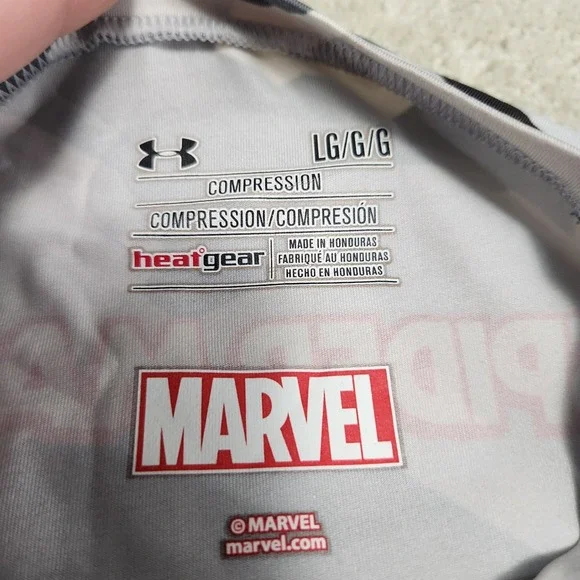 LG/G/G
COMPRESSION
COMPRESSION/COMPRESIÓN
heatgear
MADE IN HONDURAS
FABRIQUÉ AU HONDURAS
HECHO EN HONDURAS
MARVEL
© MARVEL
marvel.com